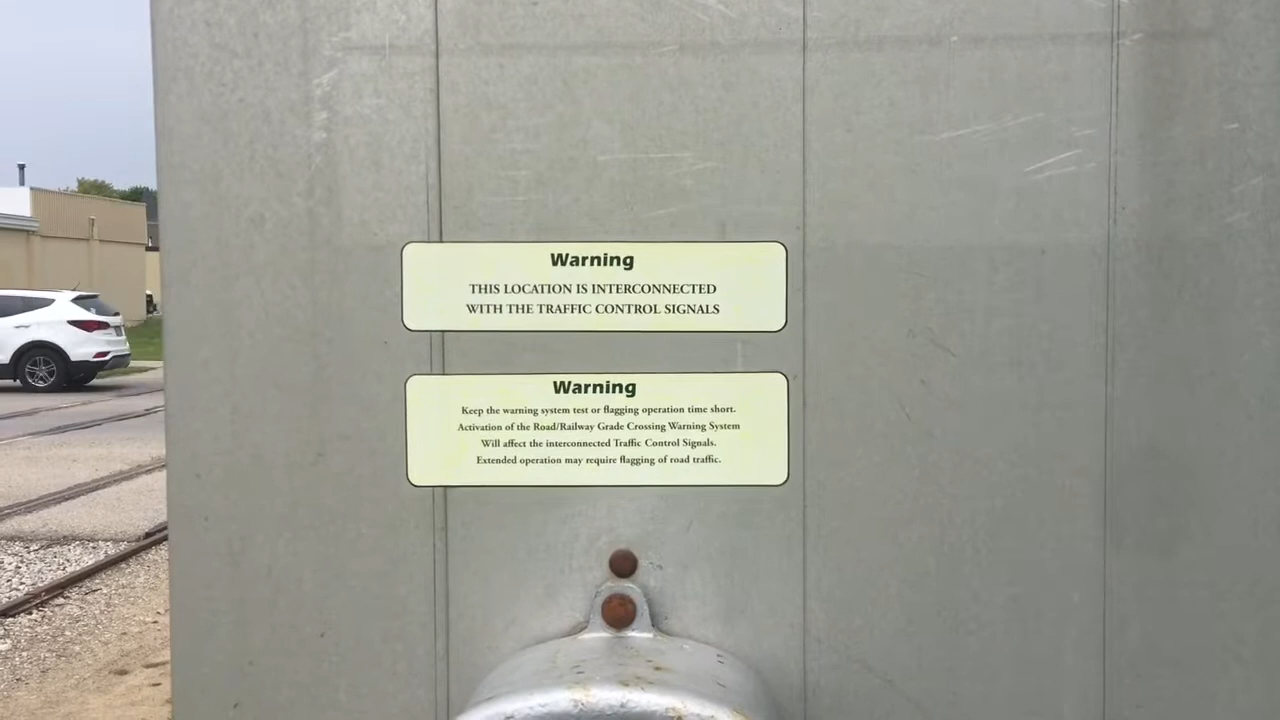 Warning
THIS LOCATION IS INTERCONNECTED
WITH THE TRAFFIC CONTROL SIGNALS
Warning
Keep the warning system test or flagging operation time short.
Activation of the Road/Railway Grade Crossing Warning System
Will affect the interconnected Traffic Control Signals.
Extended operation may require flagging of road traffic.